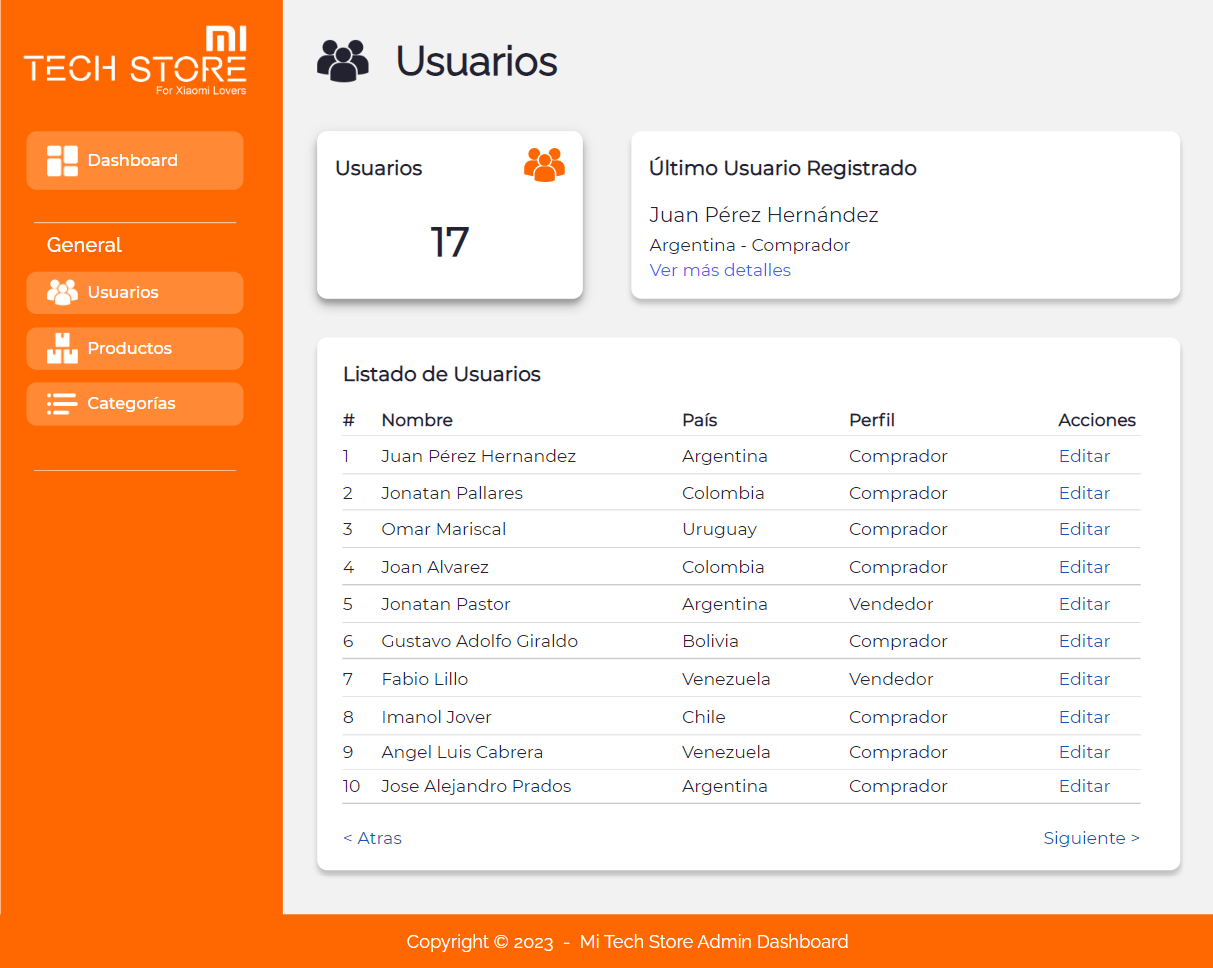 MI
TECH STORE
For Xiaomi Lovers
Dashboard
General
Usuarios
Productos
Categorías
Usuarios
Usuarios
17
Último Usuario Registrado
Juan Pérez Hernández
Argentina - Comprador
Ver más detalles
Listado de Usuarios
# Nombre País Perfil Acciones
1 Juan Pérez Hernandez Argentina Comprador Editar
2 Jonatan Pallares Colombia Comprador Editar
3 Omar Mariscal Uruguay Comprador Editar
4 Joan Alvarez Colombia Comprador Editar
5 Jonatan Pastor Argentina Vendedor Editar
6 Gustavo Adolfo Giraldo Bolivia Comprador Editar
7 Fabio Lillo Venezuela Vendedor Editar
8 Imanol Jover Chile Comprador Editar
9 Angel Luis Cabrera Venezuela Comprador Editar
10 Jose Alejandro Prados Argentina Comprador Editar
< Atras Siguiente >
Copyright © 2023 - Mi Tech Store Admin Dashboard